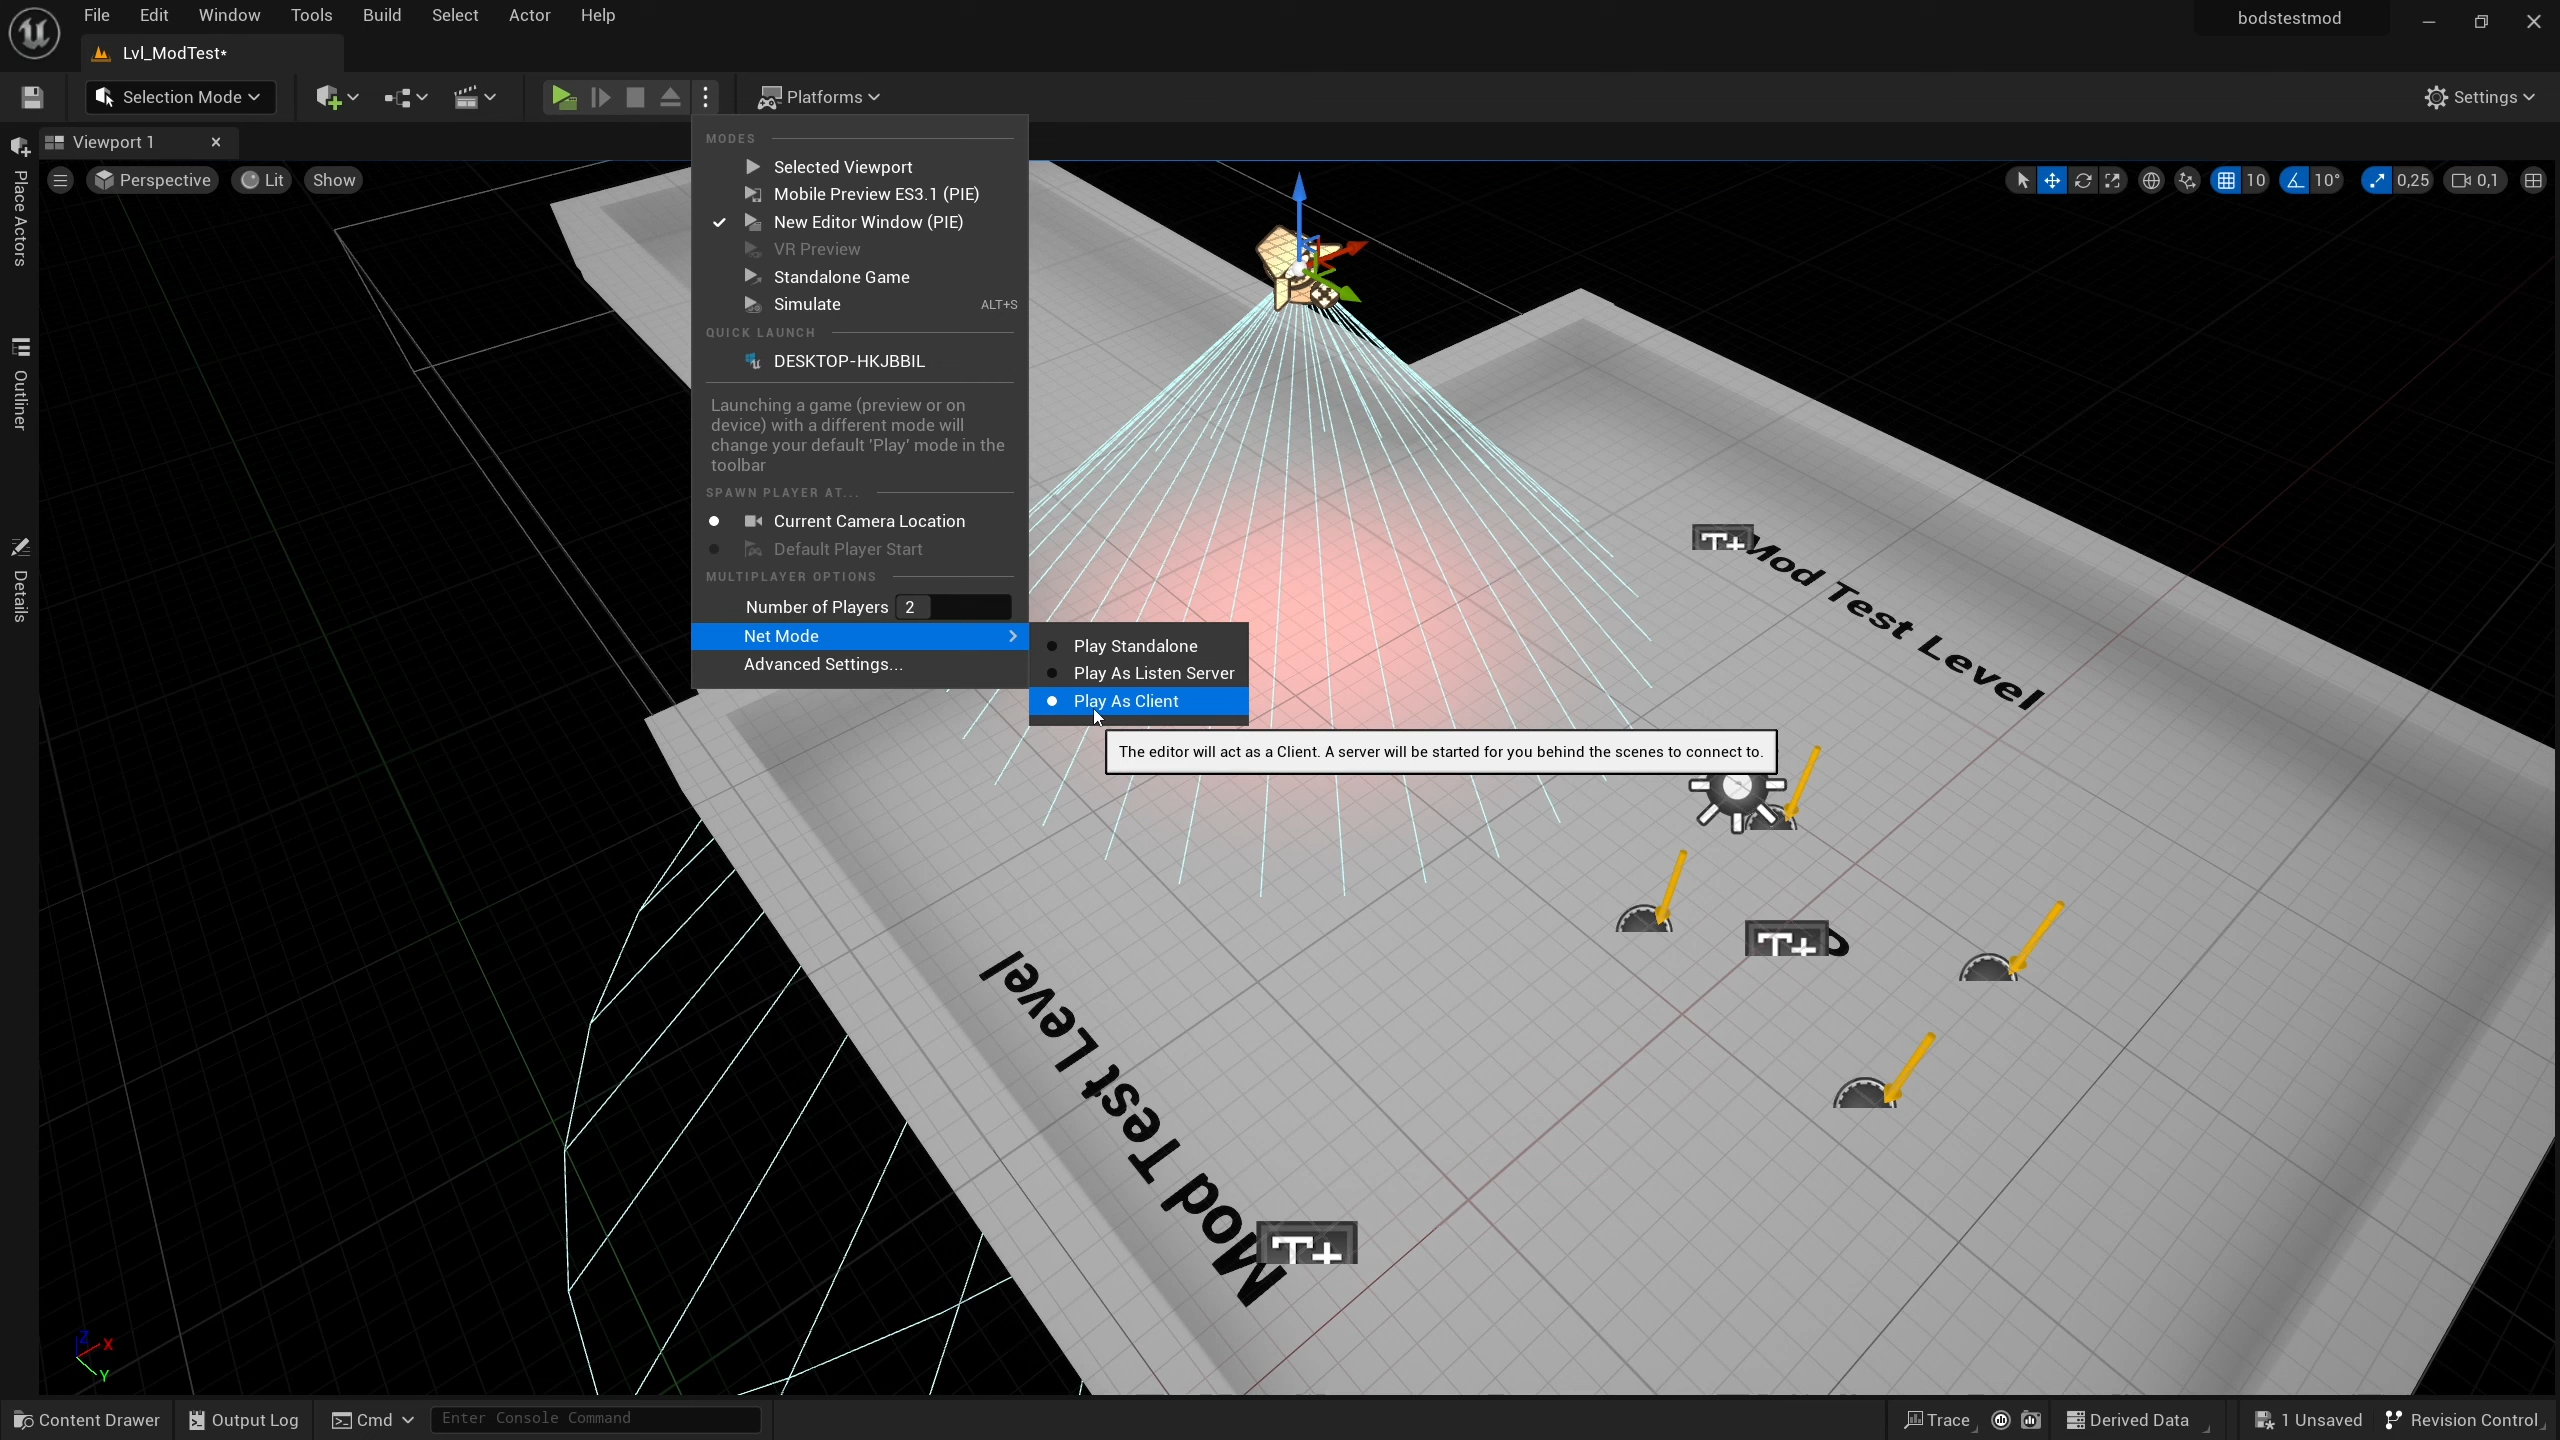 File Edit Window Tools Build Select Actor Help
bodstestmod
Lvl_ModTest*
Selection Mode
Platforms
Settings
Viewport 1
Perspective
Lit
Show
10
10°
0,25
0,1
Place Actors
Outliner
Details
MODES
Selected Viewport
Mobile Preview ES3.1 (PIE)
New Editor Window (PIE)
VR Preview
Standalone Game
Simulate ALT+S
QUICK LAUNCH
DESKTOP-HKJBBIL
Launching a game (preview or on
device) with a different mode will
change your default 'Play' mode in the
toolbar
SPAWN PLAYER AT...
Current Camera Location
Default Player Start
MULTIPLAYER OPTIONS
Number of Players 2
Net Mode
Advanced Settings...
Play Standalone
Play As Listen Server
Play As Client
The editor will act as a Client. A server will be started for you behind the scenes to connect to.
T+
Mod Test Level
T+
Mod Test Level
T+
Z
X
Y
Content Drawer
Output Log
Cmd
Enter Console Command
Trace
Derived Data
1 Unsaved
Revision Control